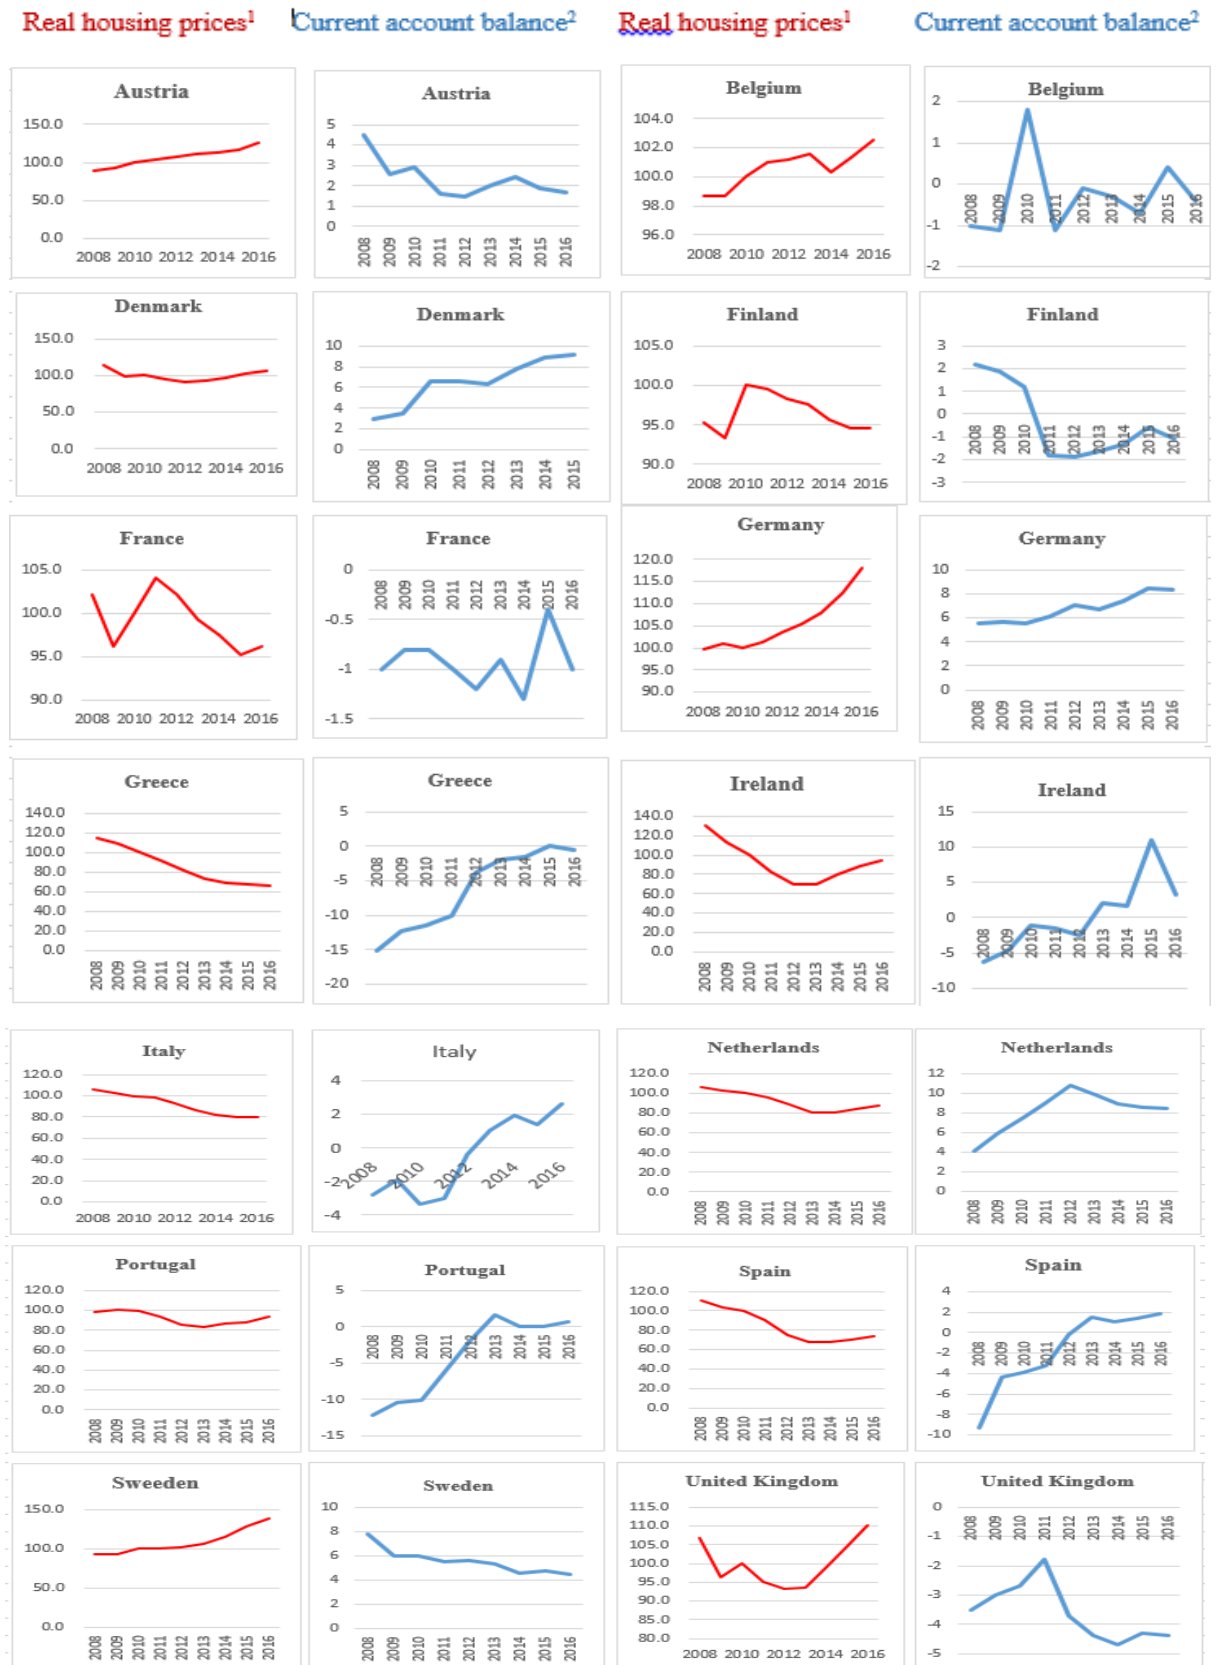 Real housing prices¹ Current account balance² Real housing prices¹ Current account balance²
Austria
150.0
100.0
50.0
0.0
2008 2010 2012 2014 2016
Austria
5
4
3
2
1
0
2008 2009 2010 2011 2012 2013 2014 2015 2016
Belgium
104.0
102.0
100.0
98.0
96.0
2008 2010 2012 2014 2016
Belgium
2
1
0
-1
-2
2008 2009 2010 2011 2012 2013 2014 2015 2016
Denmark
150.0
100.0
50.0
0.0
2008 2010 2012 2014 2016
Denmark
10
8
6
4
2
0
2008 2009 2010 2011 2012 2013 2014 2015
Finland
105.0
100.0
95.0
90.0
2008 2010 2012 2014 2016
Finland
3
2
1
0
-1
-2
-3
2008 2009 2010 2011 2012 2013 2014 2015 2016
France
105.0
100.0
95.0
90.0
2008 2010 2012 2014 2016
France
0
-0.5
-1
-1.5
2008 2009 2010 2011 2012 2013 2014 2015 2016
Germany
120.0
115.0
110.0
105.0
100.0
95.0
90.0
2008 2010 2012 2014 2016
Germany
10
8
6
4
2
0
2008 2009 2010 2011 2012 2013 2014 2015 2016
Greece
140.0
120.0
100.0
80.0
60.0
40.0
20.0
0.0
2008 2009 2010 2011 2012 2013 2014 2015 2016
Greece
5
0
-5
-10
-15
-20
2008 2009 2010 2011 2012 2013 2014 2015 2016
Ireland
140.0
120.0
100.0
80.0
60.0
40.0
20.0
0.0
2008 2009 2010 2011 2012 2013 2014 2015 2016
Ireland
15
10
5
0
-5
-10
2008 2009 2010 2011 2012 2013 2014 2015 2016
Italy
120.0
100.0
80.0
60.0
40.0
20.0
0.0
2008 2010 2012 2014 2016
Italy
4
2
0
-2
-4
2008 2010 2012 2014 2016
Netherlands
120.0
100.0
80.0
60.0
40.0
20.0
0.0
2008 2009 2010 2011 2012 2013 2014 2015 2016
Netherlands
12
10
8
6
4
2
0
2008 2009 2010 2011 2012 2013 2014 2015 2016
Portugal
120.0
100.0
80.0
60.0
40.0
20.0
0.0
2008 2009 2010 2011 2012 2013 2014 2015 2016
Portugal
5
0
-5
-10
-15
2008 2009 2010 2011 2012 2013 2014 2015 2016
Spain
120.0
100.0
80.0
60.0
40.0
20.0
0.0
2008 2009 2010 2011 2012 2013 2014 2015 2016
Spain
4
2
0
-2
-4
-6
-8
-10
2008 2009 2010 2011 2012 2013 2014 2015 2016
Sweeden
150.0
100.0
50.0
0.0
2008 2009 2010 2011 2012 2013 2014 2015 2016
Sweden
10
8
6
4
2
0
2008 2009 2010 2011 2012 2013 2014 2015 2016
United Kingdom
115.0
110.0
105.0
100.0
95.0
90.0
85.0
80.0
2008 2010 2012 2014 2016
United Kingdom
0
-1
-2
-3
-4
-5
2008 2009 2010 2011 2012 2013 2014 2015 2016